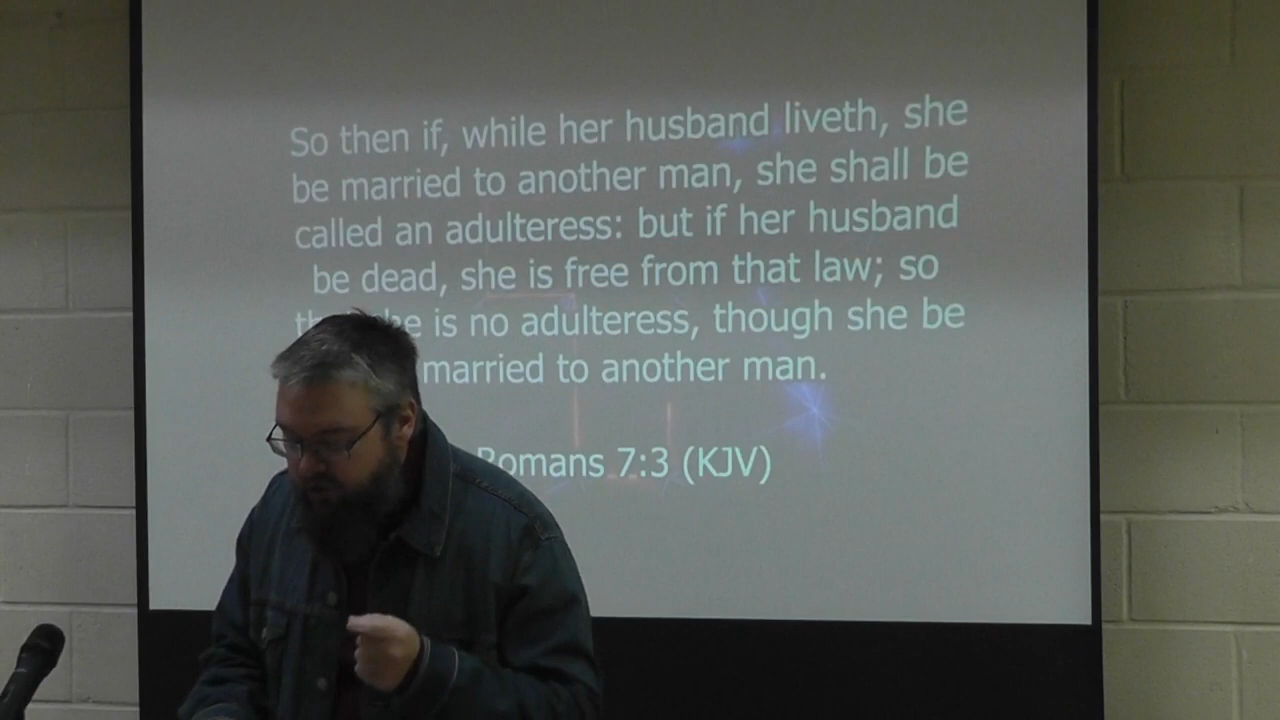 So then if, while her husband liveth, she
be married to another man, she shall be
called an adulteress: but if her husband
be dead, she is free from that law; so
is no adulteress, though she be
married to another man.
Romans 7:3 (KJV)